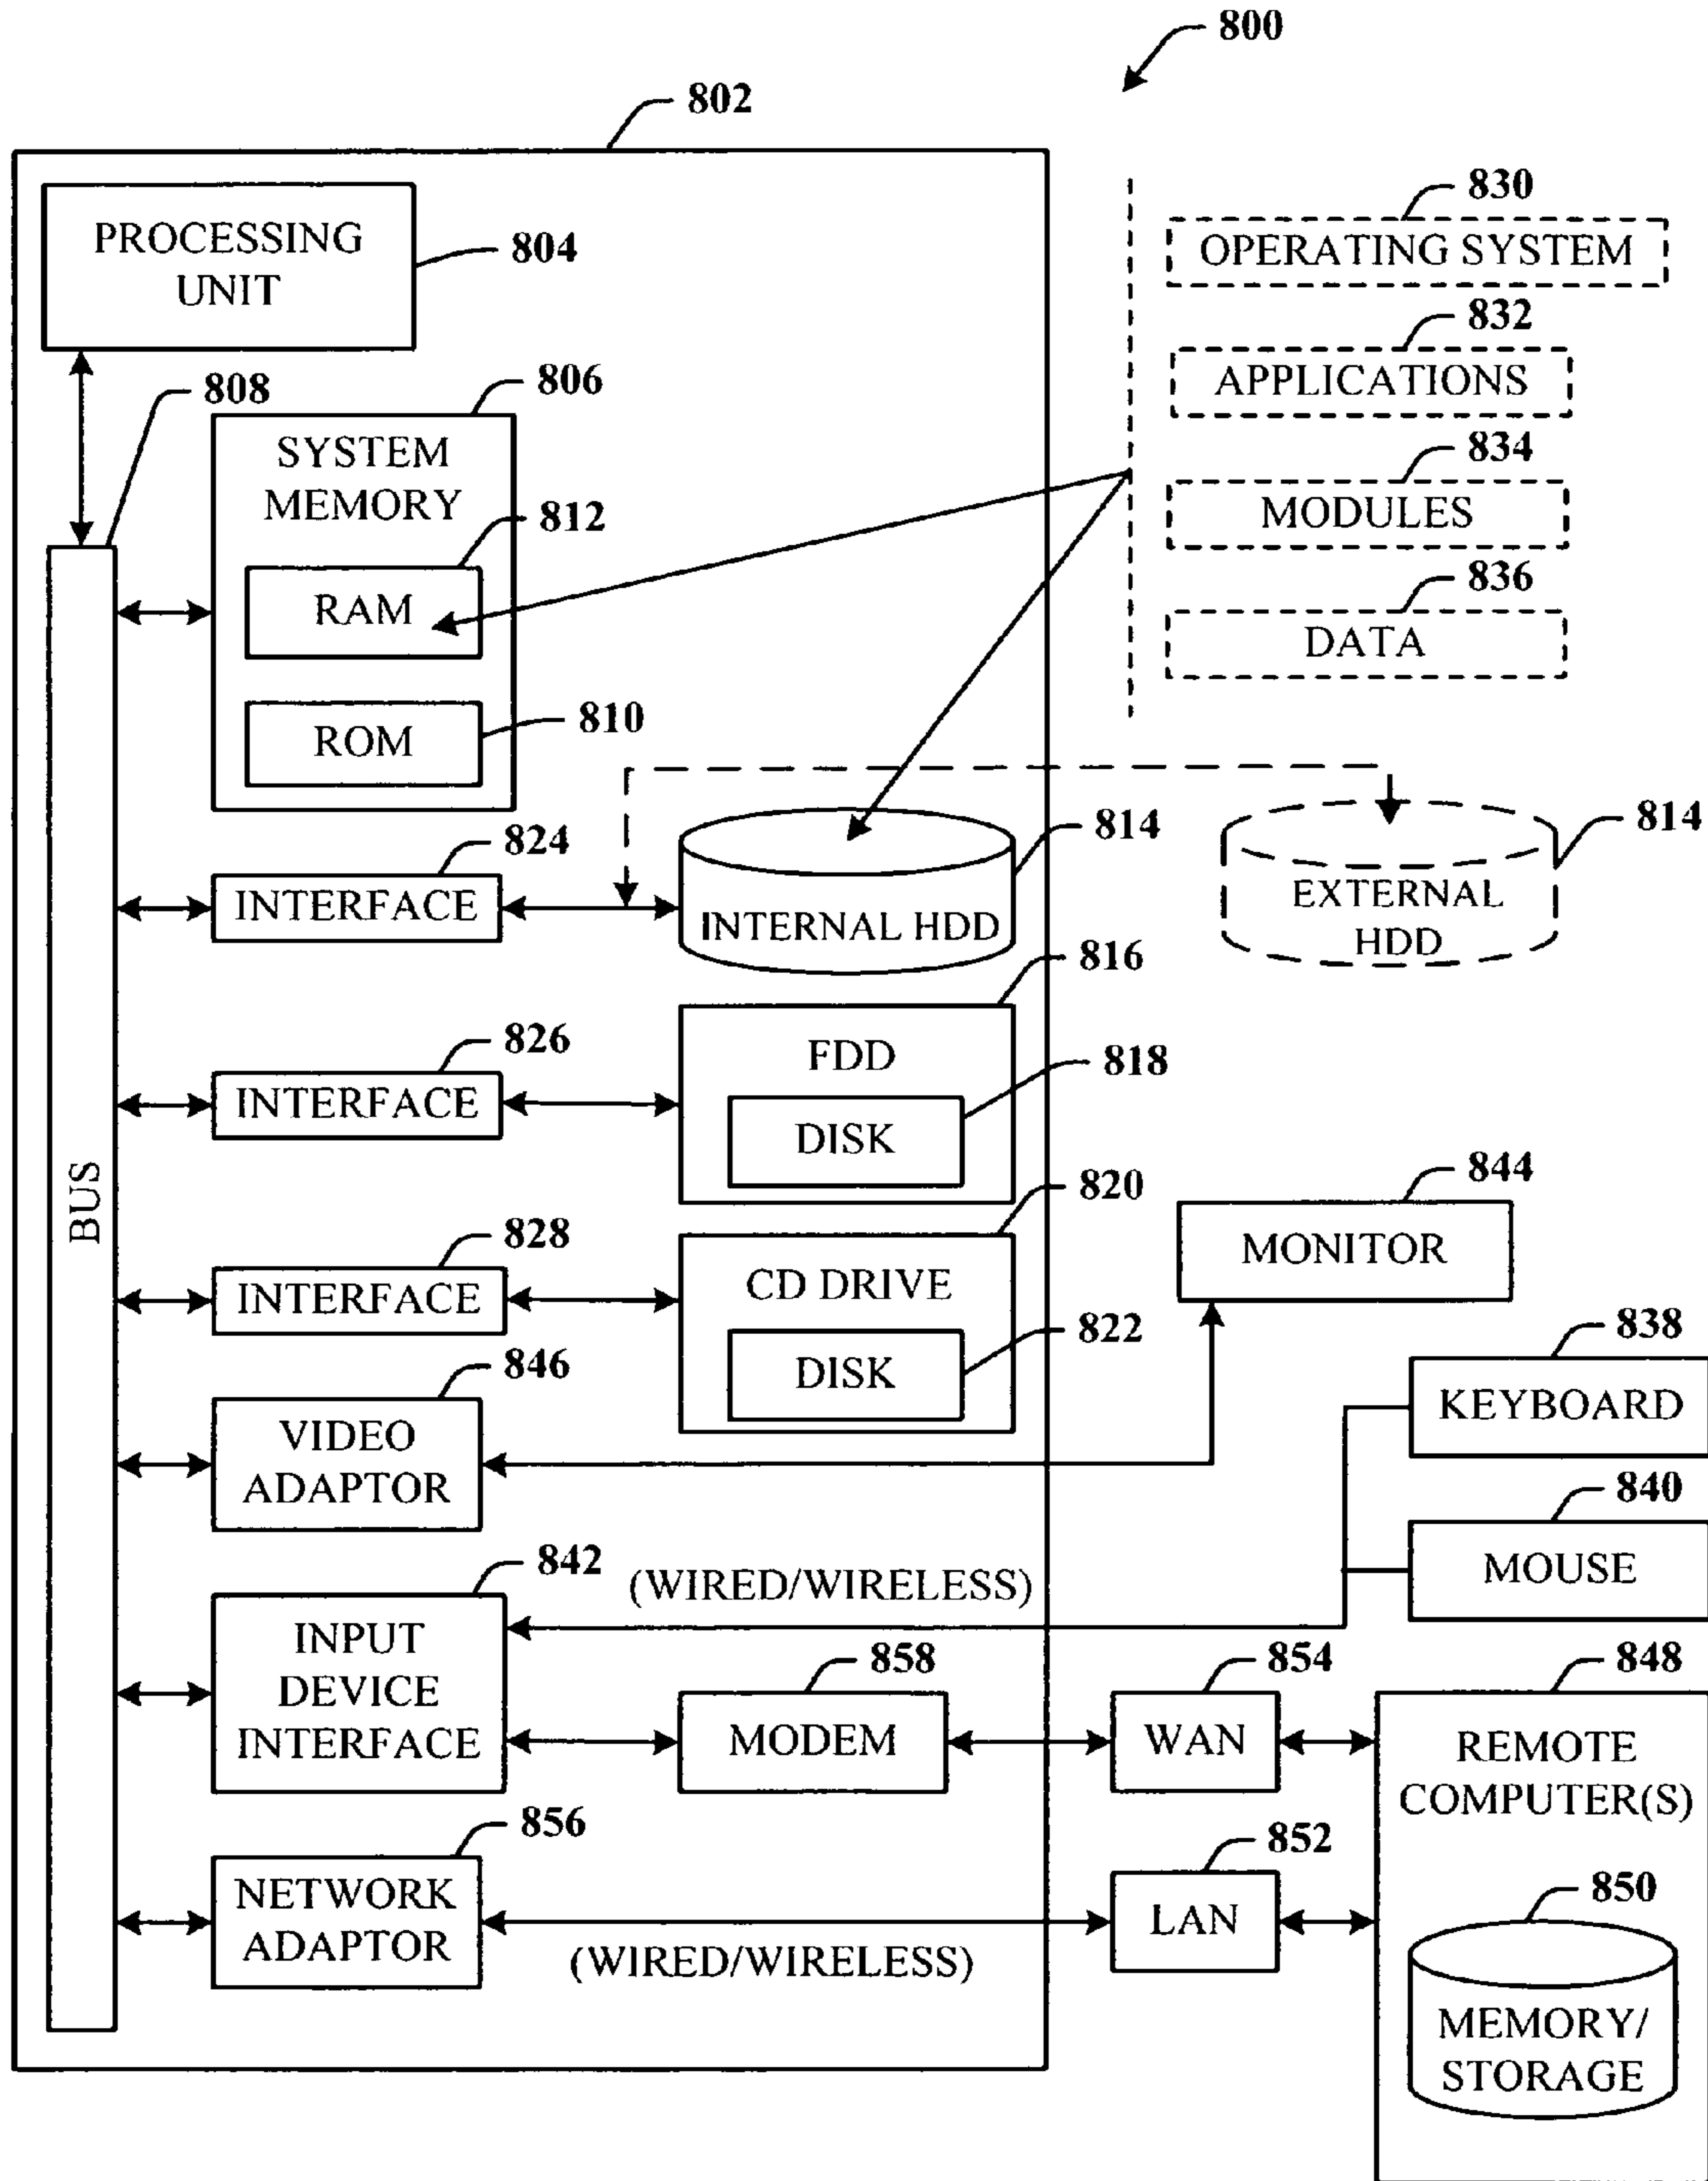 800
802
PROCESSING
UNIT
804
830
OPERATING SYSTEM
832
APPLICATIONS
834
MODULES
836
DATA
808
806
SYSTEM
MEMORY
812
RAM
810
ROM
824
INTERFACE
814
INTERNAL HDD
814
EXTERNAL
HDD
816
FDD
818
DISK
826
INTERFACE
BUS
820
CD DRIVE
822
DISK
828
INTERFACE
844
MONITOR
838
KEYBOARD
846
VIDEO
ADAPTOR
840
MOUSE
842
(WIRED/WIRELESS)
INPUT
DEVICE
INTERFACE
858
MODEM
854
WAN
848
REMOTE
COMPUTER(S)
856
NETWORK
ADAPTOR
(WIRED/WIRELESS)
852
LAN
850
MEMORY/
STORAGE